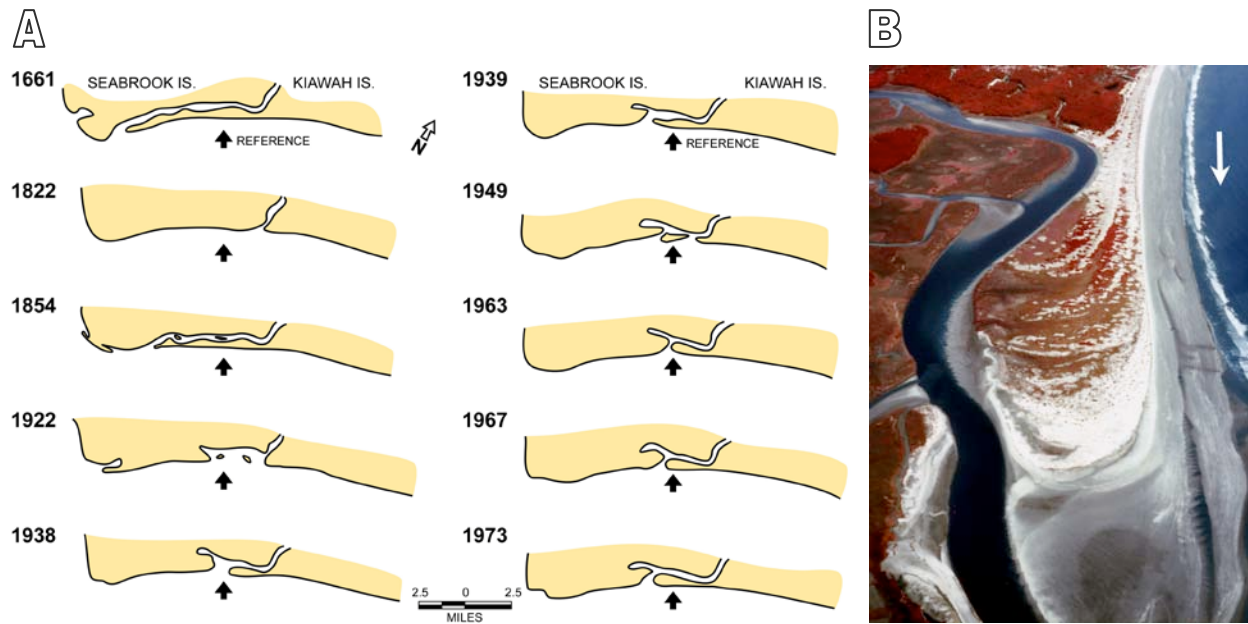 A
1661
SEABROOK IS. KIAWAH IS.
REFERENCE
N
1822
1854
1922
1938
1939
SEABROOK IS. KIAWAH IS.
REFERENCE
1949
1963
1967
1973
2.5 0 2.5
MILES
B